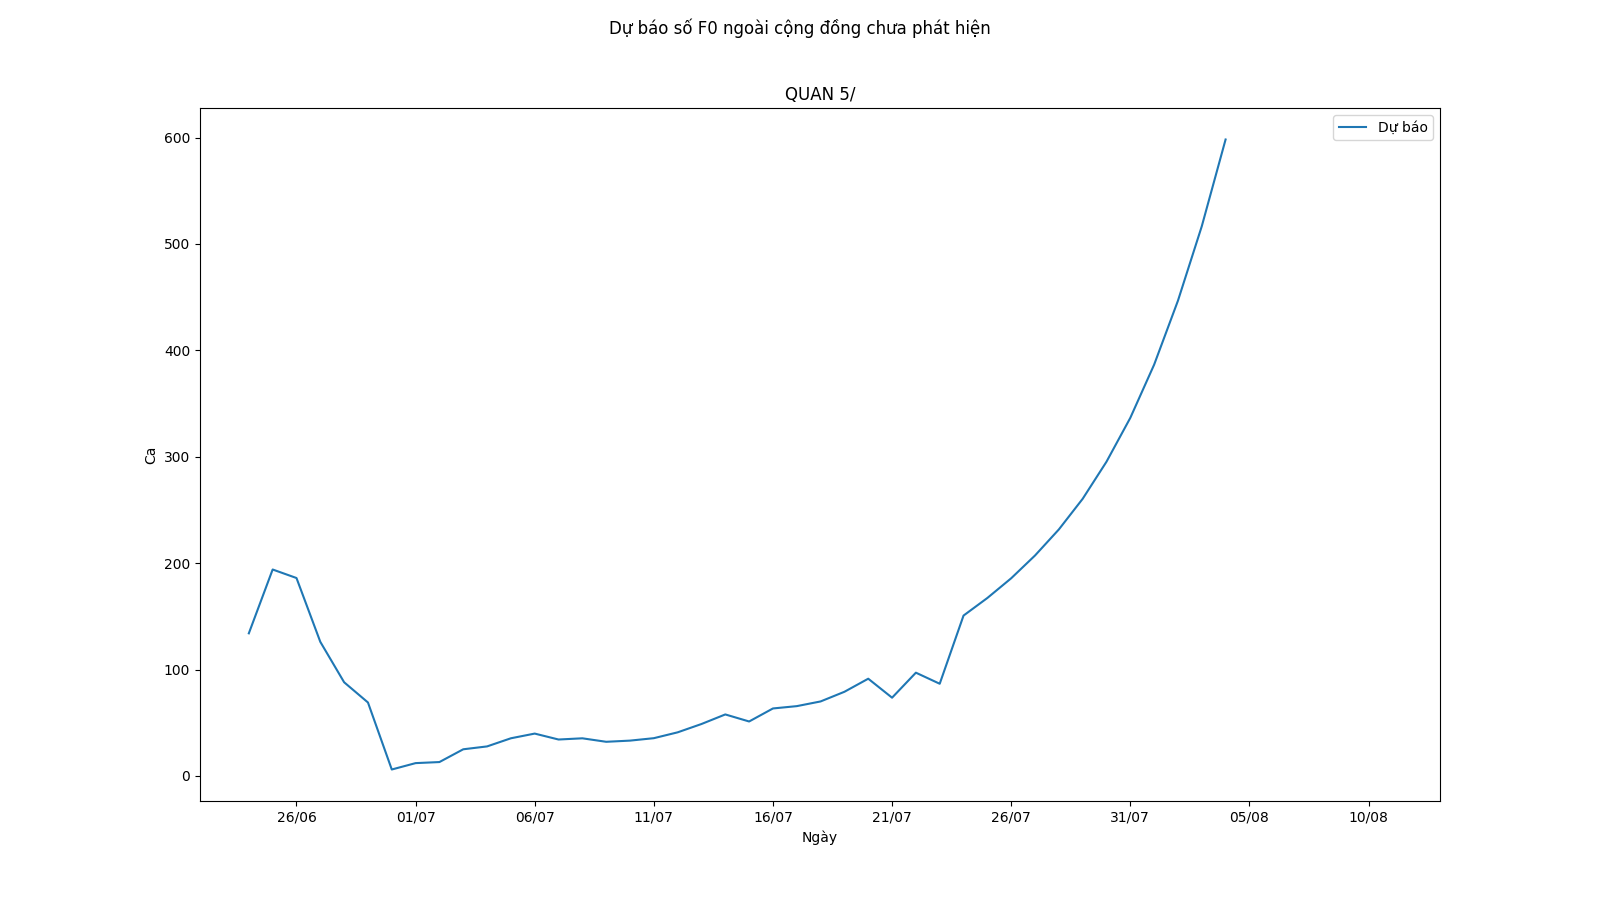 Dự báo số F0 ngoài cộng đồng chưa phát hiện
QUAN 5/
Dự báo
600
500
400
300
200
100
0
Ca
26/06 01/07 06/07 11/07 16/07 21/07 26/07 31/07 05/08 10/08
Ngày